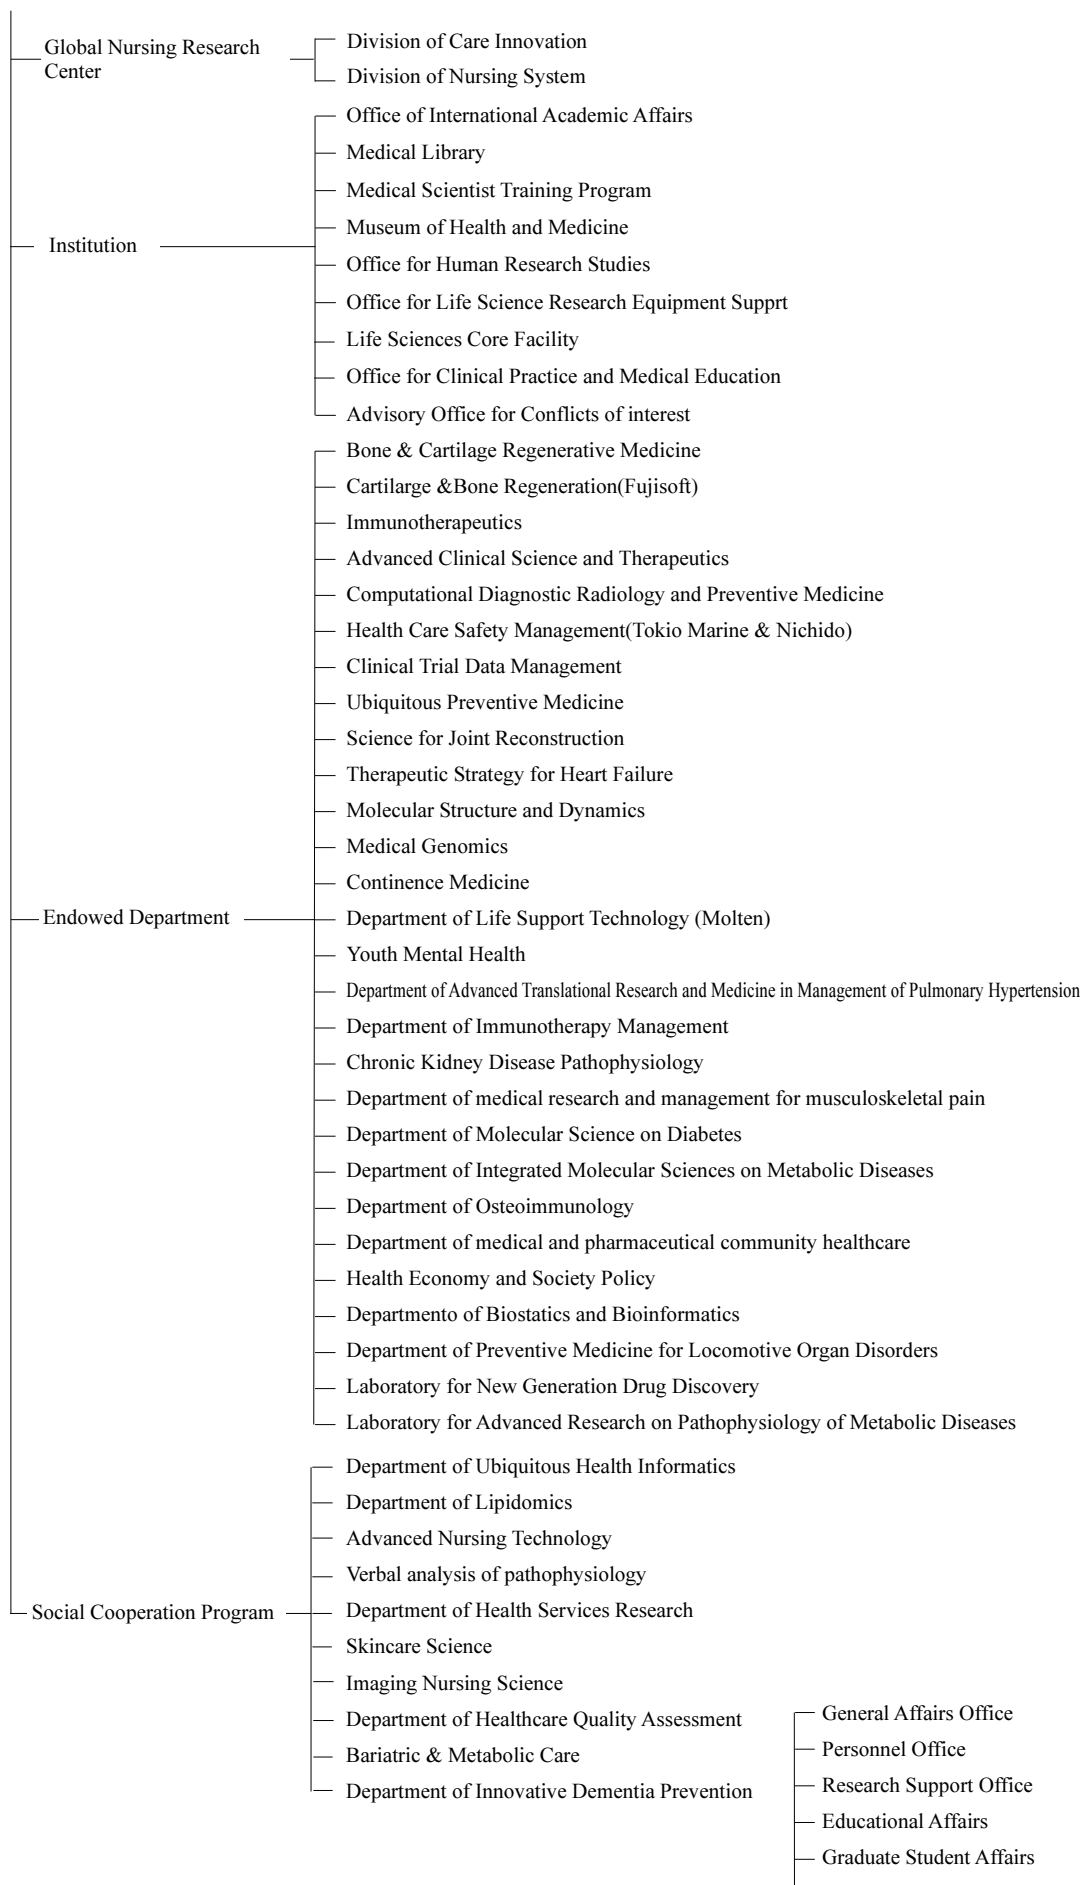 Global Nursing Research
Center
Division of Care Innovation
Division of Nursing System
Institution
Office of International Academic Affairs
Medical Library
Medical Scientist Training Program
Museum of Health and Medicine
Office for Human Research Studies
Office for Life Science Research Equipment Supprt
Life Sciences Core Facility
Office for Clinical Practice and Medical Education
Advisory Office for Conflicts of interest
Endowed Department
Bone & Cartilage Regenerative Medicine
Cartilarge &Bone Regeneration(Fujisoft)
Immunotherapeutics
Advanced Clinical Science and Therapeutics
Computational Diagnostic Radiology and Preventive Medicine
Health Care Safety Management(Tokio Marine & Nichido)
Clinical Trial Data Management
Ubiquitous Preventive Medicine
Science for Joint Reconstruction
Therapeutic Strategy for Heart Failure
Molecular Structure and Dynamics
Medical Genomics
Continence Medicine
Department of Life Support Technology (Molten)
Youth Mental Health
Department of Advanced Translational Research and Medicine in Management of Pulmonary Hypertension
Department of Immunotherapy Management
Chronic Kidney Disease Pathophysiology
Department of medical research and management for musculoskeletal pain
Department of Molecular Science on Diabetes
Department of Integrated Molecular Sciences on Metabolic Diseases
Department of Osteoimmunology
Department of medical and pharmaceutical community healthcare
Health Economy and Society Policy
Departmento of Biostatics and Bioinformatics
Department of Preventive Medicine for Locomotive Organ Disorders
Laboratory for New Generation Drug Discovery
Laboratory for Advanced Research on Pathophysiology of Metabolic Diseases
Social Cooperation Program
Department of Ubiquitous Health Informatics
Department of Lipidomics
Advanced Nursing Technology
Verbal analysis of pathophysiology
Department of Health Services Research
Skincare Science
Imaging Nursing Science
Department of Healthcare Quality Assessment
Bariatric & Metabolic Care
Department of Innovative Dementia Prevention
General Affairs Office
Personnel Office
Research Support Office
Educational Affairs
Graduate Student Affairs